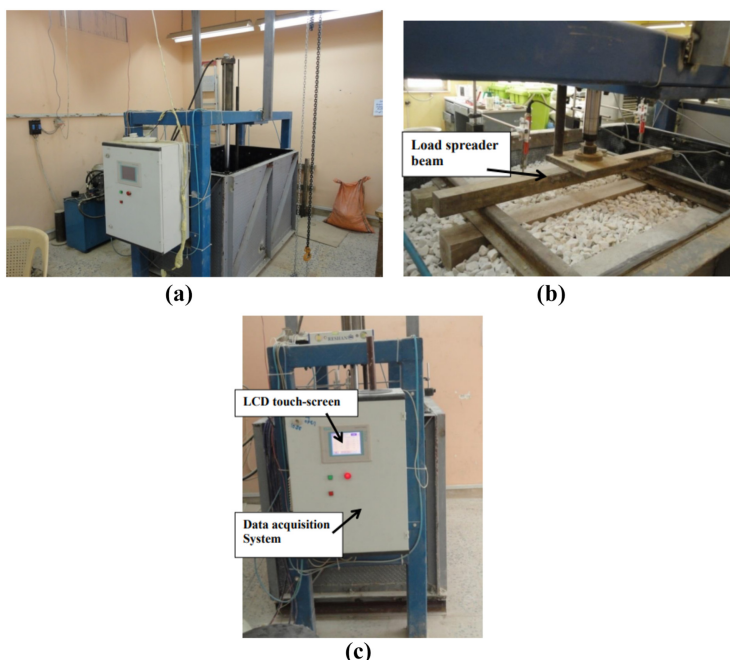 Load spreader
beam
(a)
(b)
LCD touch-screen
Data acquisition
System
(c)